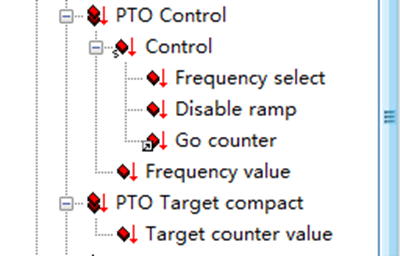 PTO Control
Control
Frequency select
Disable ramp
Go counter
Frequency value
PTO Target compact
Target counter value